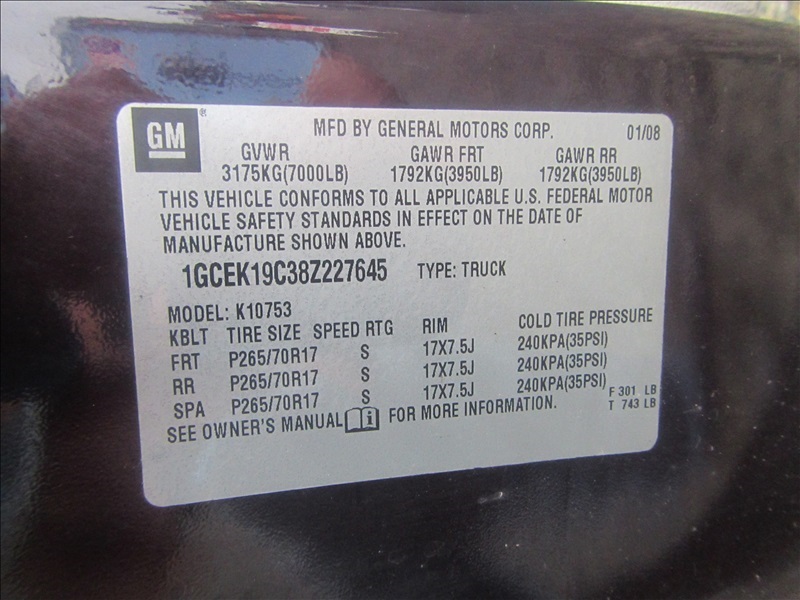 GM® MFD BY GENERAL MOTORS CORP. 01/08
GVWR GAWR FRT GAWR RR
3175KG(7000LB) 1792KG(3950LB) 1792KG(3950LB)
THIS VEHICLE CONFORMS TO ALL APPLICABLE U.S. FEDERAL MOTOR
VEHICLE SAFETY STANDARDS IN EFFECT ON THE DATE OF
MANUFACTURE SHOWN ABOVE.
1GCEK19C38Z227645 TYPE: TRUCK
MODEL: K10753
KBLT TIRE SIZE SPEED RTG RIM COLD TIRE PRESSURE
FRT P265/70R17 S 17X7.5J 240KPA(35PSI)
RR P265/70R17 S 17X7.5J 240KPA(35PSI)
SPA P265/70R17 S 17X7.5J 240KPA(35PSI)
F 301 LB
T 743 LB
SEE OWNER'S MANUAL i FOR MORE INFORMATION.